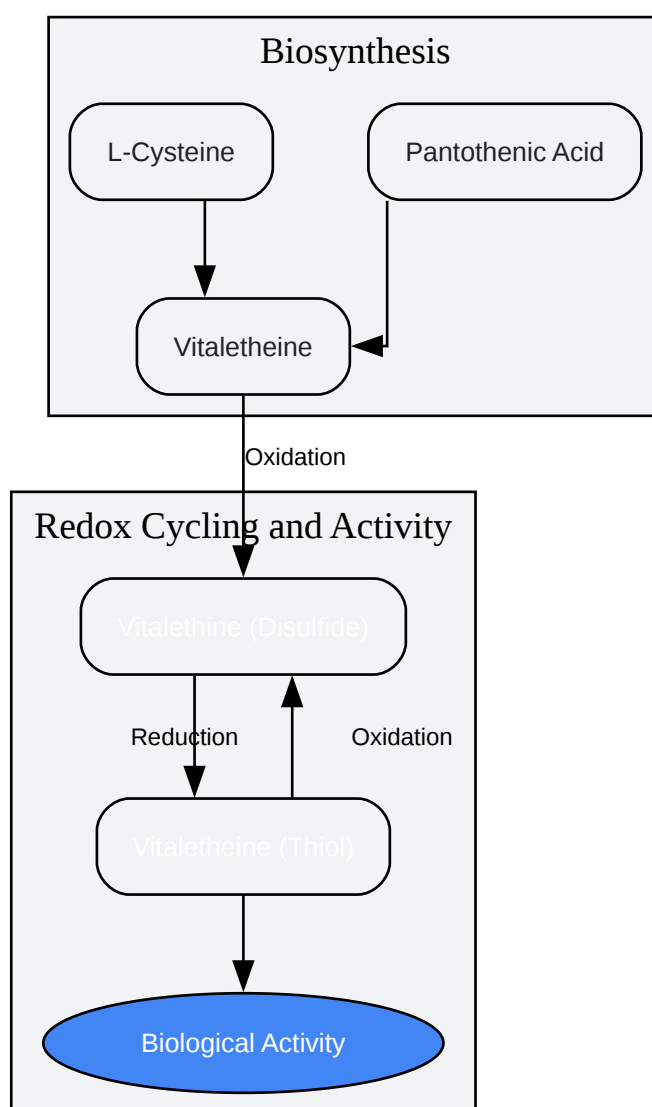 Biosynthesis
L-Cysteine
Pantothenic Acid
Vitaletheine
Oxidation
Redox Cycling and Activity
Vitalethine (Disulfide)
Reduction
Oxidation
Vitaletheine (Thiol)
Biological Activity